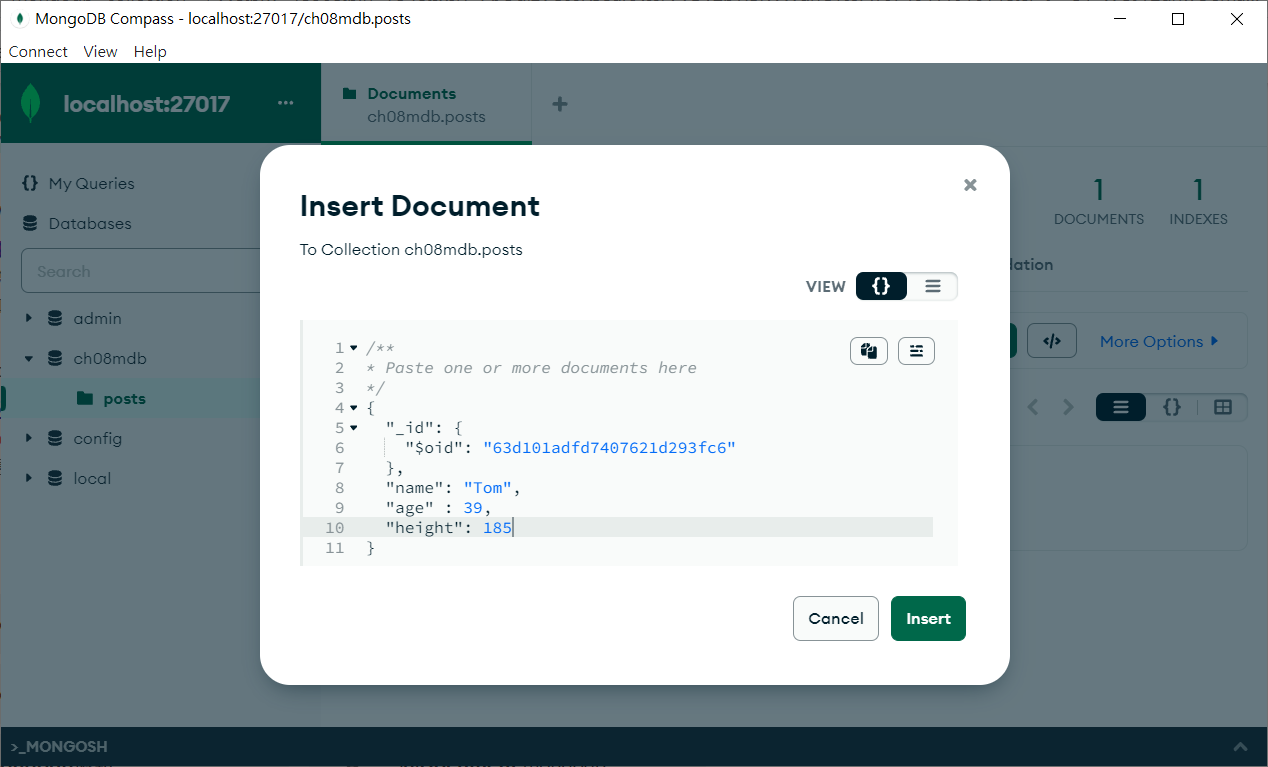 MongoDB Compass - localhost:27017/ch08mdb.posts
Connect View Help
localhost:27017 ...
Documents
ch08mdb.posts
{} My Queries
Databases
Search
admin
ch08mdb
posts
config
local
1
DOCUMENTS
1
INDEXES
</>
More Options
{}
Insert Document
To Collection ch08mdb.posts
VIEW {}
1 /**
2 * Paste one or more documents here
3 */
4 {
5 "_id": {
6 "$oid": "63d101adfd7407621d293fc6"
7 },
8 "name": "Tom",
9 "age" : 39,
10 "height": 185
11 }
Cancel Insert
>_MONGOSH